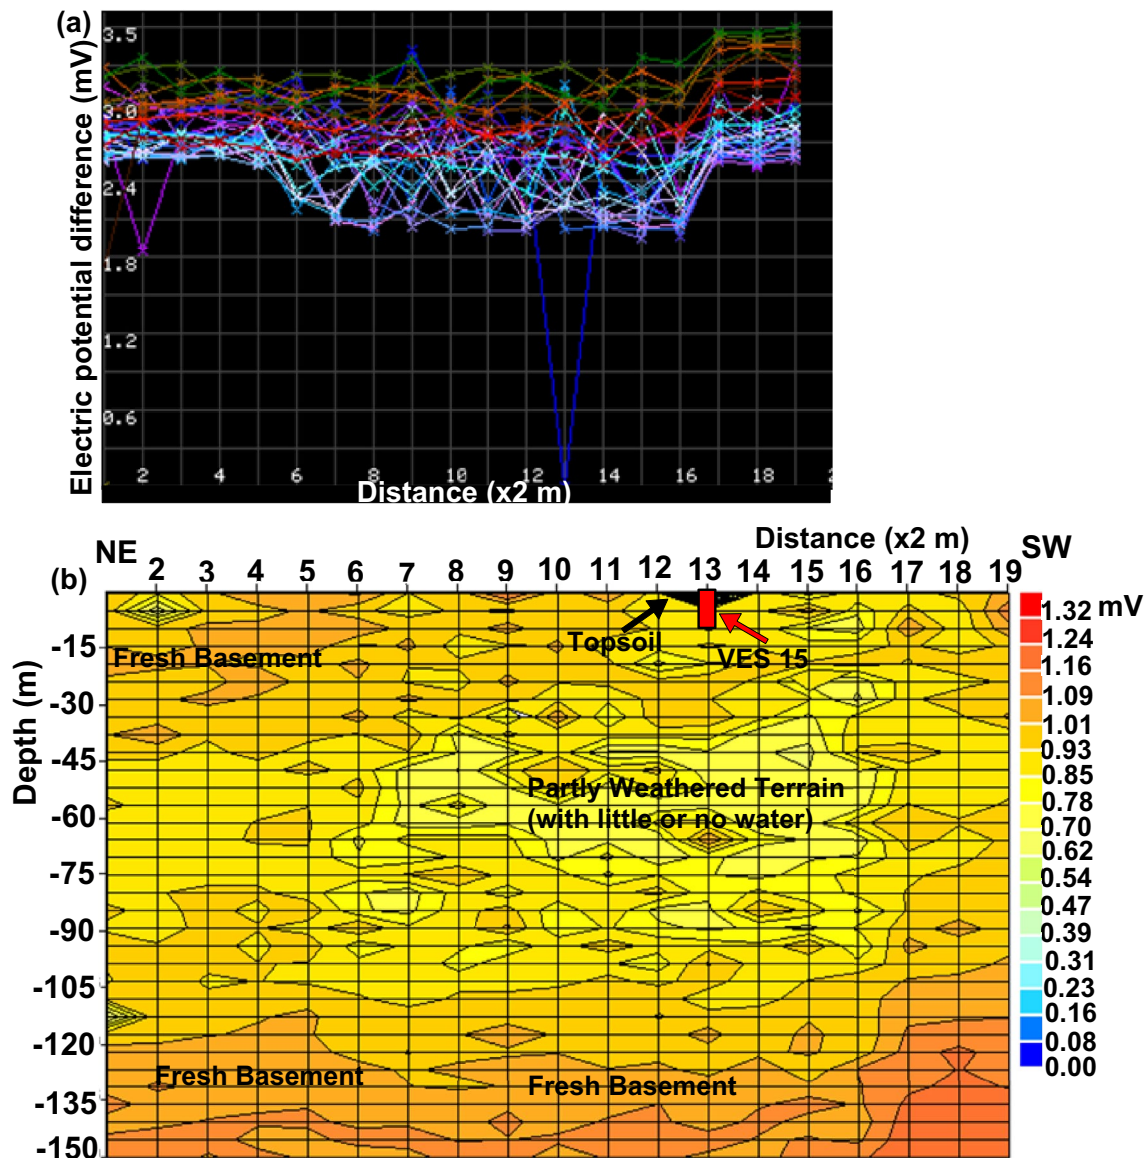 (a)
Electric potential difference (mV)
3.5
3.0
2.4
1.8
1.2
0.6
2 4 6 8 10 12 14 16 18 2
Distance (x2 m)
Distance (x2 m)
NE SW
(b)
2 3 4 5 6 7 8 9 10 11 12 13 14 15 16 17 18 19
Depth (m)
-15
-30
-45
-60
-75
-90
-105
-120
-135
-150
Topsoil
VES 15
Fresh Basement
Partly Weathered Terrain
(with little or no water)
Fresh Basement
Fresh Basement
1.32 mV
1.24
1.16
1.09
1.01
0.93
0.85
0.78
0.70
0.62
0.54
0.47
0.39
0.31
0.23
0.16
0.08
0.00